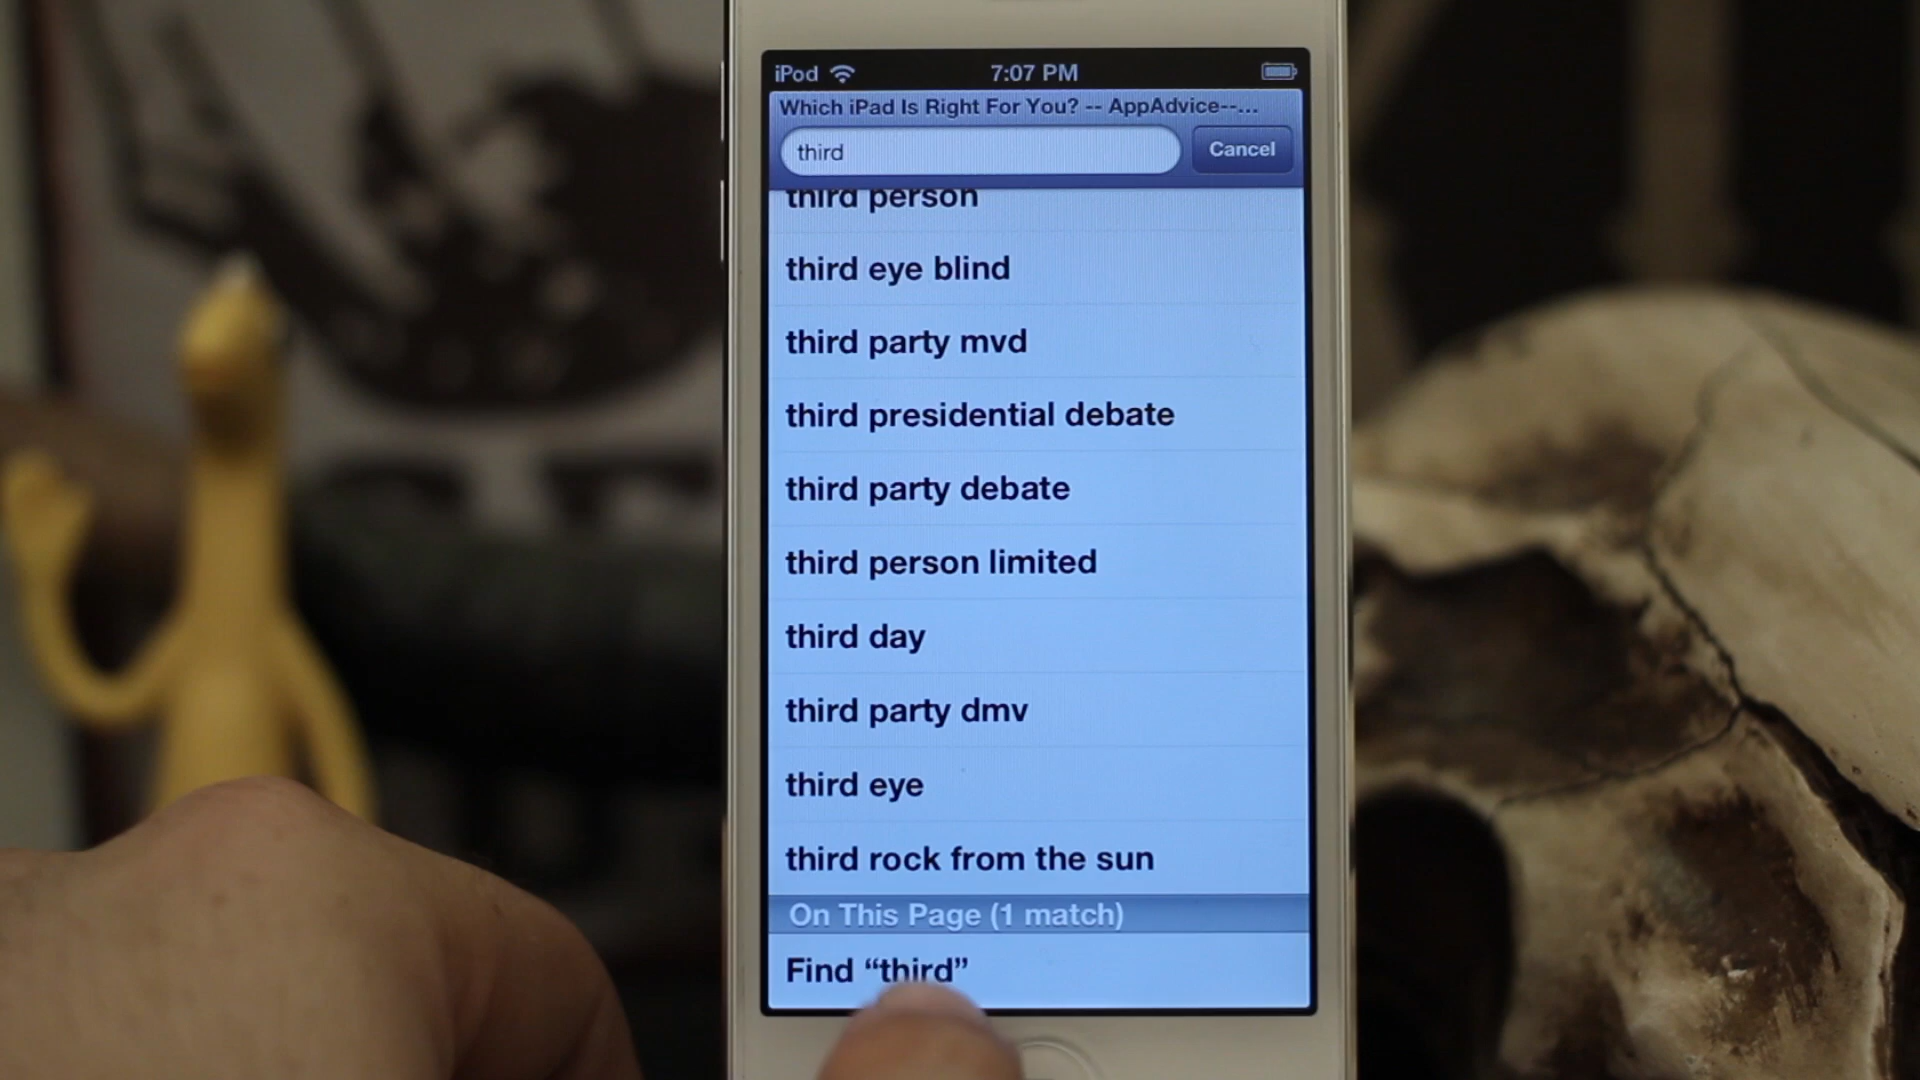 iPod 7:07 PM
Which iPad Is Right For You? -- AppAdvice--...
third Cancel
third person
third eye blind
third party mvd
third presidential debate
third party debate
third person limited
third day
third party dmv
third eye
third rock from the sun
On This Page (1 match)
Find “third”